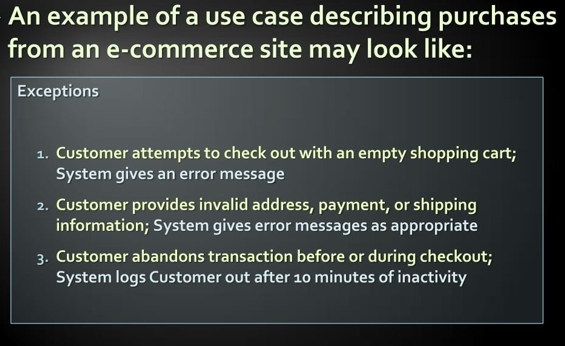 An example of a use case describing purchases
from an e-commerce site may look like:
Exceptions
1. Customer attempts to check out with an empty shopping cart;
System gives an error message
2. Customer provides invalid address, payment, or shipping
information; System gives error messages as appropriate
3. Customer abandons transaction before or during checkout;
System logs Customer out after 10 minutes of inactivity